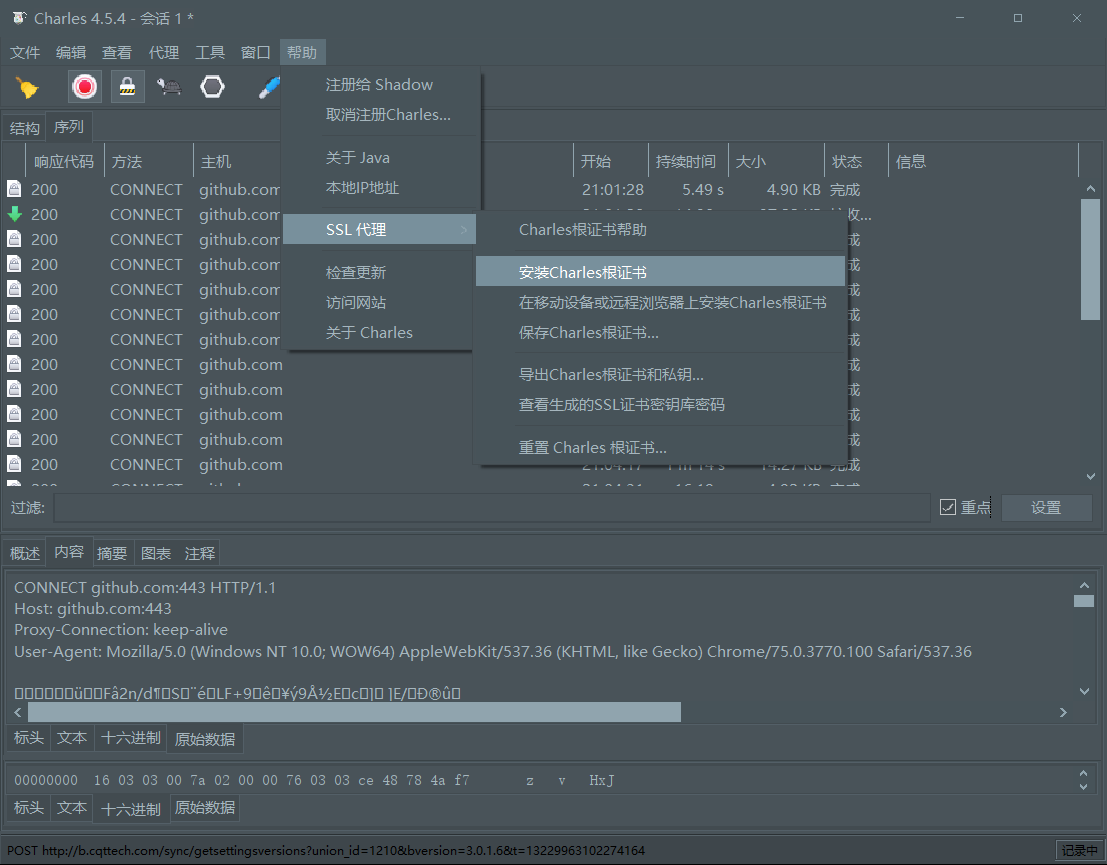 Charles 4.5.4 - 会话 1 *
文件 编辑 查看 代理 工具 窗口 帮助
注册给 Shadow
取消注册Charles...
关于 Java
本地IP地址
SSL 代理
检查更新
访问网站
关于 Charles
Charles根证书帮助
安装Charles根证书
在移动设备或远程浏览器上安装Charles根证书
保存Charles根证书...
导出Charles根证书和私钥...
查看生成的SSL证书密钥库密码
重置 Charles 根证书...
结构 序列
响应代码 方法 主机 开始 持续时间 大小 状态 信息
200 CONNECT github.com 21:01:28 5.49 s 4.90 KB 完成
200 CONNECT github.com
200 CONNECT github.com 成
200 CONNECT github.com 成
200 CONNECT github.com 成
200 CONNECT github.com 成
200 CONNECT github.com 成
200 CONNECT github.com 成
200 CONNECT github.com 成
200 CONNECT github.com 成
200 CONNECT github.com 成
200 CONNECT github.com 完成
过滤: 重点 设置
概述 内容 摘要 图表 注释
CONNECT github.com:443 HTTP/1.1
Host: github.com:443
Proxy-Connection: keep-alive
User-Agent: Mozilla/5.0 (Windows NT 10.0; WOW64) AppleWebKit/537.36 (KHTML, like Gecko) Chrome/75.0.3770.100 Safari/537.36
标头 文本 十六进制 原始数据
00000000 16 03 03 00 7a 02 00 00 76 03 03 ce 48 78 4a f7 z v HxJ
标头 文本 十六进制 原始数据
POST http://b.cqttech.com/sync/getsettingsversions?union_id=1210&bversion=3.0.1.6&t=13229963102274164 记录中